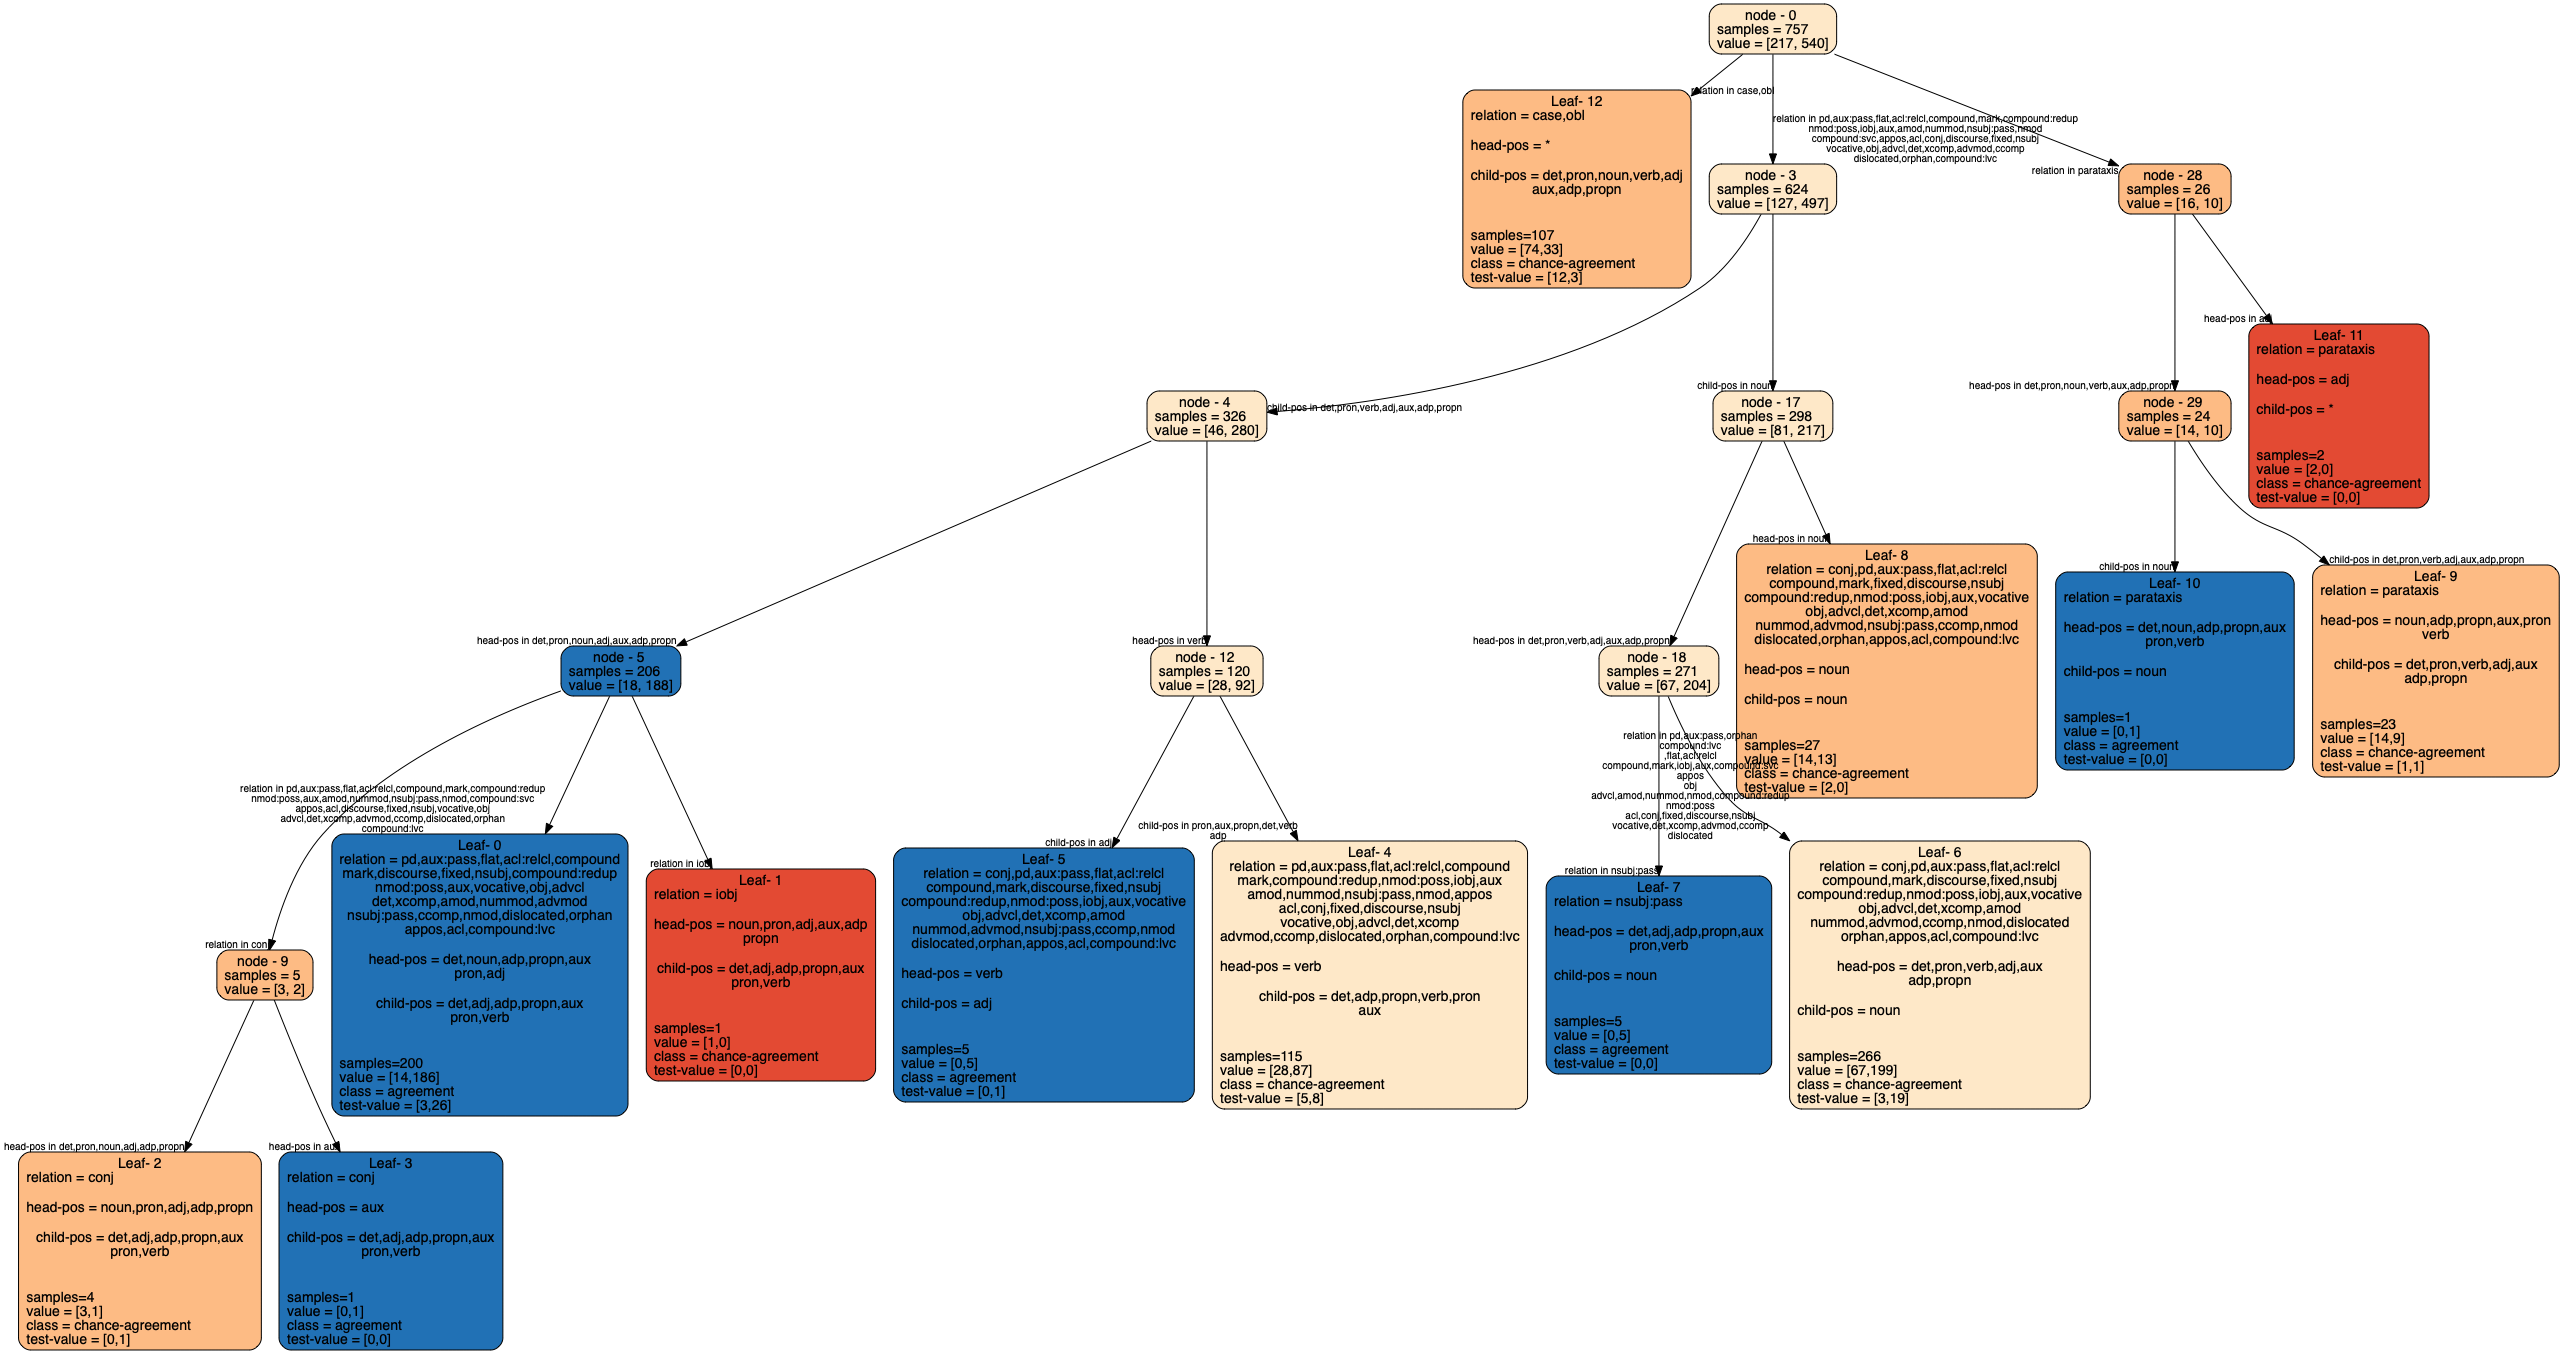 node - 0
samples = 757
value = [217, 540]
relation in case,obl
Leaf- 12
relation = case,obl
head-pos = *
child-pos = det,pron,noun,verb,adj
aux,adp,propn
samples=107
value = [74,33]
class = chance-agreement
test-value = [12,3]
relation in pd,aux:pass,flat,acl:relcl,compound,mark,compound:redup
nmod:poss,iobj,aux,amod,nummod,nsubj:pass,nmod
compound:svc,appos,acl,conj,discourse,fixed,nsubj
vocative,obj,advcl,det,xcomp,advmod,ccomp
dislocated,orphan,compound:lvc
node - 3
samples = 624
value = [127, 497]
relation in parataxis
node - 28
samples = 26
value = [16, 10]
head-pos in adj
Leaf- 11
relation = parataxis
head-pos = adj
child-pos = *
samples=2
value = [2,0]
class = chance-agreement
test-value = [0,0]
child-pos in det,pron,verb,adj,aux,adp,propn
node - 4
samples = 326
value = [46, 280]
child-pos in noun
node - 17
samples = 298
value = [81, 217]
head-pos in det,pron,noun,verb,aux,adp,propn
node - 29
samples = 24
value = [14, 10]
head-pos in noun
Leaf- 8
relation = conj,pd,aux:pass,flat,acl:relcl
compound,mark,fixed,discourse,nsubj
compound:redup,nmod:poss,iobj,aux,vocative
obj,advcl,det,xcomp,amod
nummod,advmod,nsubj:pass,ccomp,nmod
dislocated,orphan,appos,acl,compound:lvc
head-pos = noun
child-pos = noun
samples=27
value = [14,13]
class = chance-agreement
test-value = [2,0]
child-pos in noun
Leaf- 10
relation = parataxis
head-pos = det,noun,adp,propn,aux
pron,verb
child-pos = noun
samples=1
value = [0,1]
class = agreement
test-value = [0,0]
child-pos in det,pron,verb,adj,aux,adp,propn
Leaf- 9
relation = parataxis
head-pos = noun,adp,propn,aux,pron
verb
child-pos = det,pron,verb,adj,aux
adp,propn
samples=23
value = [14,9]
class = chance-agreement
test-value = [1,1]
head-pos in det,pron,noun,adj,aux,adp,propn
node - 5
samples = 206
value = [18, 188]
head-pos in verb
node - 12
samples = 120
value = [28, 92]
head-pos in det,pron,verb,adj,aux,adp,propn
node - 18
samples = 271
value = [67, 204]
relation in pd,aux:pass,orphan
compound:lvc
,flat,acl:relcl
compound,mark,iobj,aux,compound:svc
appos
obj
advcl,amod,nummod,nmod,compound:redup
nmod:poss
acl,conj,fixed,discourse,nsubj
vocative,det,xcomp,advmod,ccomp
dislocated
relation in pd,aux:pass,flat,acl:relcl,compound,mark,compound:redup
nmod:poss,aux,amod,nummod,nsubj:pass,nmod,compound:svc
appos,acl,discourse,fixed,nsubj,vocative,obj
advcl,det,xcomp,advmod,ccomp,dislocated,orphan
compound:lvc
Leaf- 0
relation = pd,aux:pass,flat,acl:relcl,compound
mark,discourse,fixed,nsubj,compound:redup
nmod:poss,aux,vocative,obj,advcl
det,xcomp,amod,nummod,advmod
nsubj:pass,ccomp,nmod,dislocated,orphan
appos,acl,compound:lvc
head-pos = det,noun,adp,propn,aux
pron,adj
child-pos = det,adj,adp,propn,aux
pron,verb
samples=200
value = [14,186]
class = agreement
test-value = [3,26]
relation in iobj
Leaf- 1
relation = iobj
head-pos = noun,pron,adj,aux,adp
propn
child-pos = det,adj,adp,propn,aux
pron,verb
samples=1
value = [1,0]
class = chance-agreement
test-value = [0,0]
child-pos in adj
Leaf- 5
relation = conj,pd,aux:pass,flat,acl:relcl
compound,mark,discourse,fixed,nsubj
compound:redup,nmod:poss,iobj,aux,vocative
obj,advcl,det,xcomp,amod
nummod,advmod,nsubj:pass,ccomp,nmod
dislocated,orphan,appos,acl,compound:lvc
head-pos = verb
child-pos = adj
samples=5
value = [0,5]
class = agreement
test-value = [0,1]
child-pos in pron,aux,propn,det,verb
adp
Leaf- 4
relation = pd,aux:pass,flat,acl:relcl,compound
mark,compound:redup,nmod:poss,iobj,aux
amod,nummod,nsubj:pass,nmod,appos
acl,conj,fixed,discourse,nsubj
vocative,obj,advcl,det,xcomp
advmod,ccomp,dislocated,orphan,compound:lvc
head-pos = verb
child-pos = det,adp,propn,verb,pron
aux
samples=115
value = [28,87]
class = chance-agreement
test-value = [5,8]
relation in nsubj:pass
Leaf- 7
relation = nsubj:pass
head-pos = det,adj,adp,propn,aux
pron,verb
child-pos = noun
samples=5
value = [0,5]
class = agreement
test-value = [0,0]
Leaf- 6
relation = conj,pd,aux:pass,flat,acl:relcl
compound,mark,discourse,fixed,nsubj
compound:redup,nmod:poss,iobj,aux,vocative
obj,advcl,det,xcomp,amod
nummod,advmod,ccomp,nmod,dislocated
orphan,appos,acl,compound:lvc
head-pos = det,pron,verb,adj,aux
adp,propn
child-pos = noun
samples=266
value = [67,199]
class = chance-agreement
test-value = [3,19]
relation in conj
node - 9
samples = 5
value = [3, 2]
head-pos in det,pron,noun,adj,adp,propn
Leaf- 2
relation = conj
head-pos = noun,pron,adj,adp,propn
child-pos = det,adj,adp,propn,aux
pron,verb
samples=4
value = [3,1]
class = chance-agreement
test-value = [0,1]
head-pos in aux
Leaf- 3
relation = conj
head-pos = aux
child-pos = det,adj,adp,propn,aux
pron,verb
samples=1
value = [0,1]
class = agreement
test-value = [0,0]